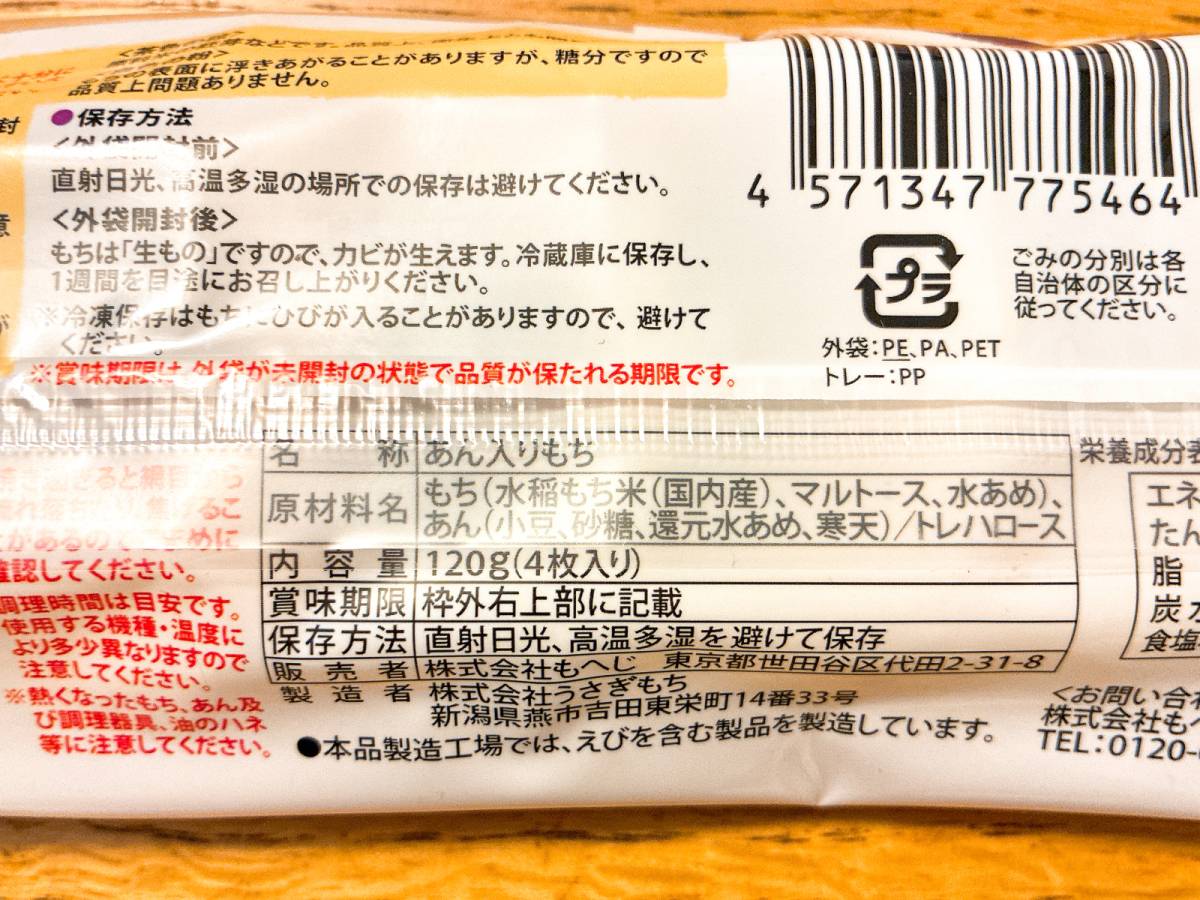 の表面に浮きあがることがありますが、糖分ですので
品質上問題ありません。
●保存方法
<外袋開封前>
直射日光、高温多湿の場所での保存は避けてください。
<外袋開封後>
もちは「生もの」ですので、カビが生えます。冷蔵庫に保存し、
1週間を目途にお召し上がりください。
※冷凍保存はもちにひびが入ることがありますので、避けて
ください。
※賞味期限は、外袋が未開封の状態で品質が保たれる期限です。
4 571347 775464
プラ
ごみの分別は各
自治体の区分に
従ってください。
外袋:PE、PA、PET
トレー:PP
名称 あん入りもち
原材料名 もち(水稲もち米(国内産)、マルトース、水あめ)、
あん(小豆、砂糖、還元水あめ、寒天)/トレハロース
内容量 120g(4枚入り)
賞味期限 枠外右上部に記載
保存方法 直射日光、高温多湿を避けて保存
販売者 株式会社もへじ 東京都世田谷区代田2-31-8
製造者 株式会社うさぎもち
新潟県燕市吉田東栄町14番33号
●本品製造工場では、えびを含む製品を製造しています。
確認してください。
調理時間は目安です。
使用する機種・温度に
より多少異なりますので
注意してください。
※熱くなったもち、あん及
び調理器具、油のハネ
等に注意してください。
栄養成分表
エネ
たん
脂
炭
食塩
<お問い合
株式会社も
TEL:0120-